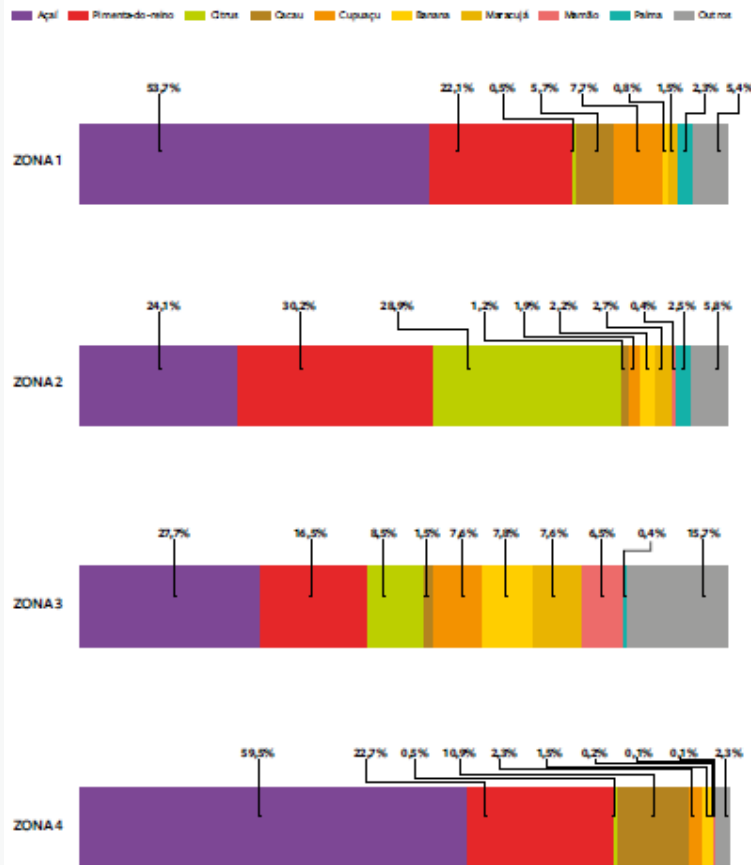 Açaí Pimenta-do-reino Citrus Cacau Cupuaçu Banana Maracujá Mamão Palma Outros
53,7% 22,1% 0,5% 5,7% 7,7% 0,8% 1,5% 2,3% 5,4%
ZONA 1
24,1% 30,2% 28,9% 1,2% 1,9% 2,2% 2,7% 0,4% 2,5% 5,8%
ZONA 2
27,7% 16,5% 8,5% 1,5% 7,6% 7,8% 7,6% 6,5% 0,4% 15,7%
ZONA 3
59,5% 22,7% 0,5% 10,9% 2,3% 1,5% 0,2% 0,1% 0,1% 2,3%
ZONA 4